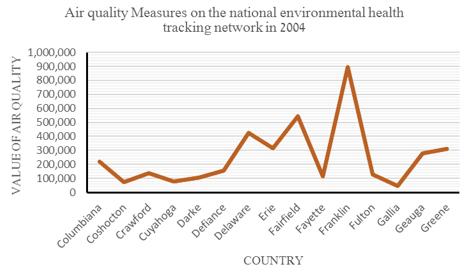 Air quality Measures on the national environmental health
tracking network in 2004
VALUE OF AIR QUALITY
1,000,000
900,000
800,000
700,000
600,000
500,000
400,000
300,000
200,000
100,000
0
Columbiana
Coshocton
Crawford
Cuyahoga
Darke
Defiance
Delaware
Erie
Fairfield
Fayette
Franklin
Fulton
Gallia
Geauga
Greene
COUNTRY